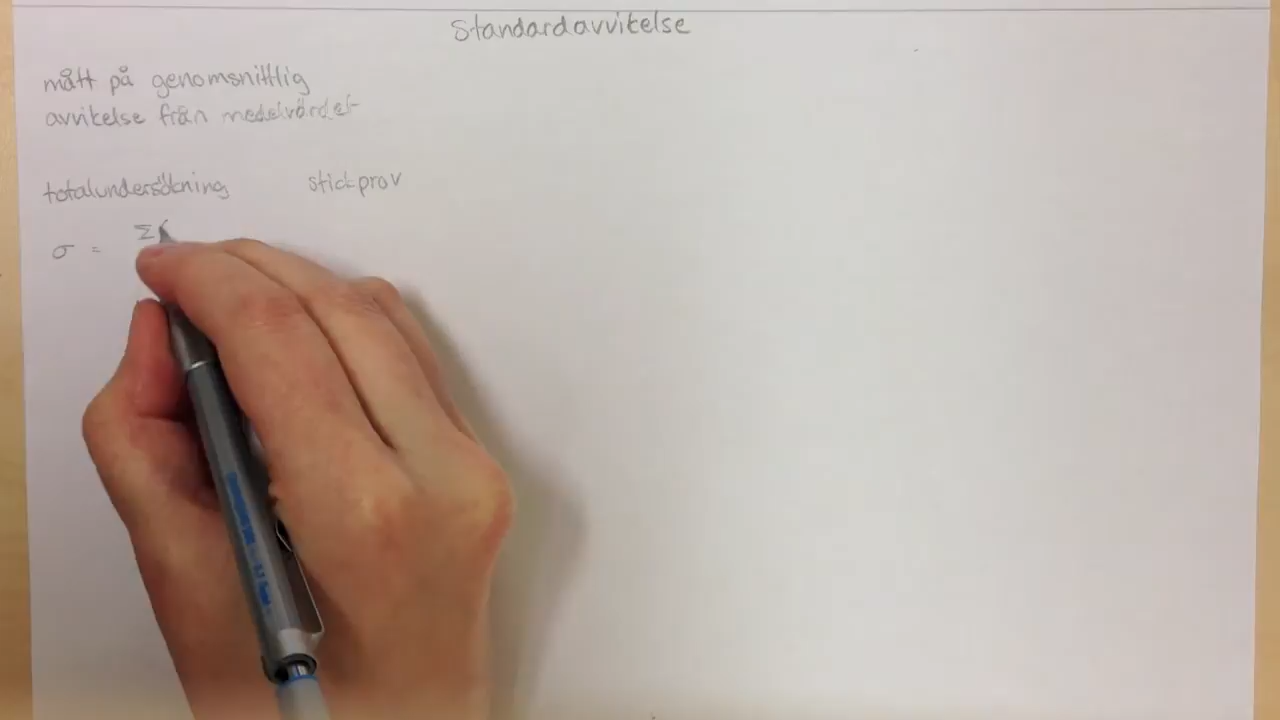 Standardavvikelse
mått på genomsnittlig
avvikelse från medelvärdet
totalundersökning stickprov
σ = Σ(